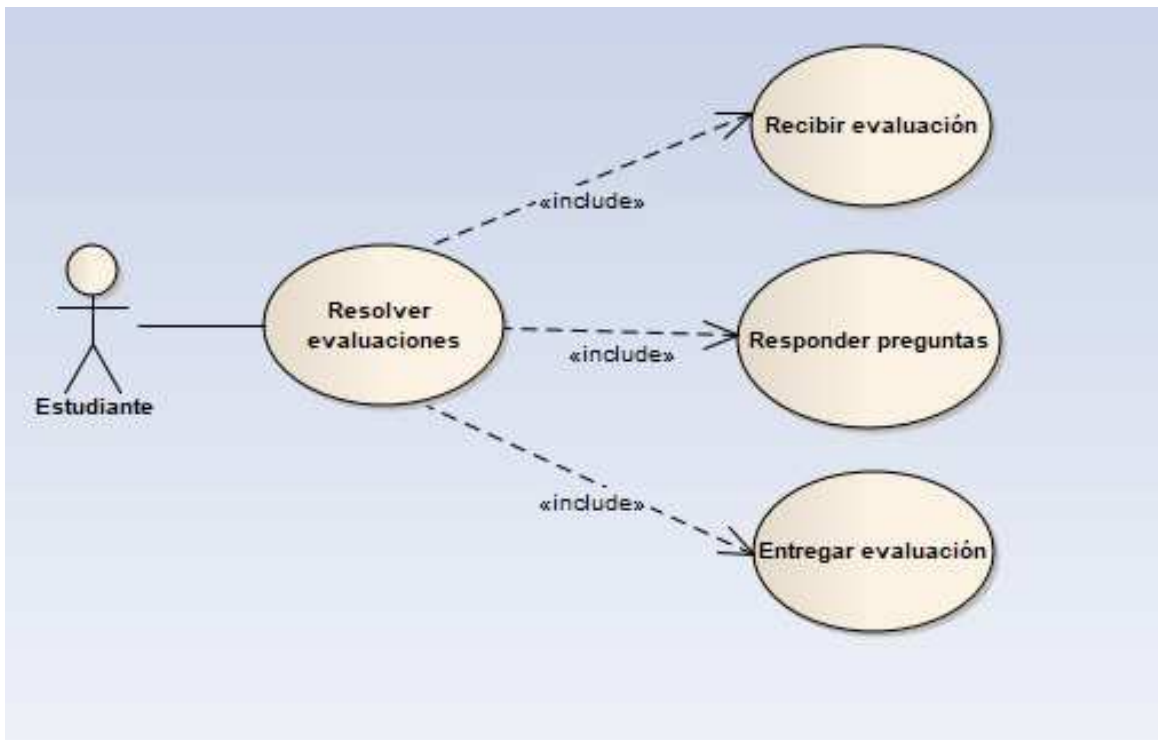 Recibir evaluación
«include»
Resolver
evaluaciones
Responder preguntas
«include»
Estudiante
«include»
Entregar evaluación